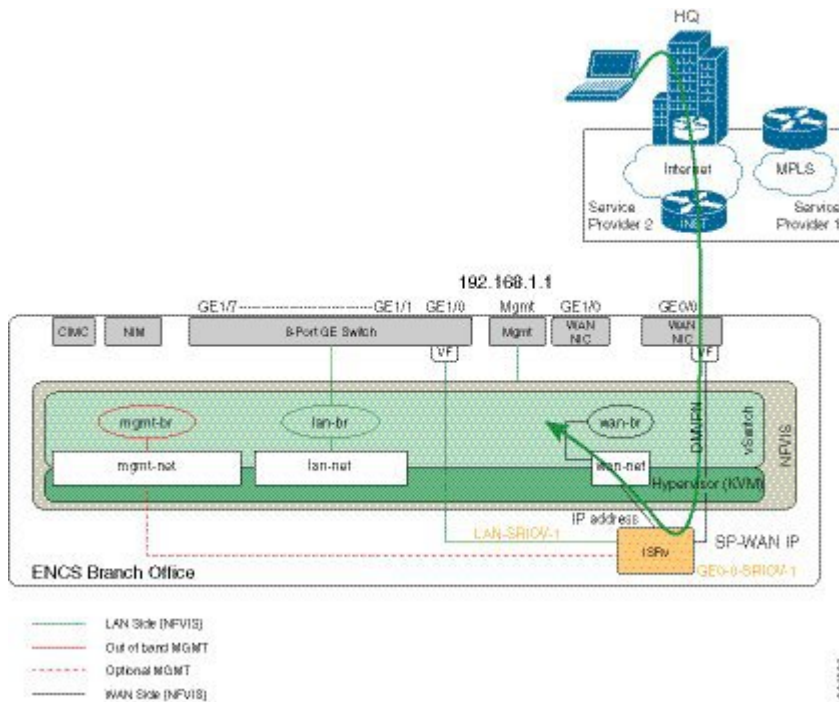 HQ
Internet
MPLS
Service
Provider 2
INET
Service
Provider 1
192.168.1.1
GE1/7
GE1/1
GE1/0
Mgmt
GE1/0
GE0/0
CIMC
NIM
8-Port GE Switch
Mgmt
WAN
NIC
WAN
NIC
VF
VF
mgmt-br
lan-br
wan-br
DMVPN
vSwitch
NFVIS
mgmt-net
lan-net
wan-net
Hypervisor (KVM)
IP address
LAN-SRIOV-1
ISRv
SP-WAN IP
GE0-0-SRIOV-1
ENCS Branch Office
LAN Side (NFVIS)
Out of band MGMT
Optional MGMT
WAN Side (NFVIS)